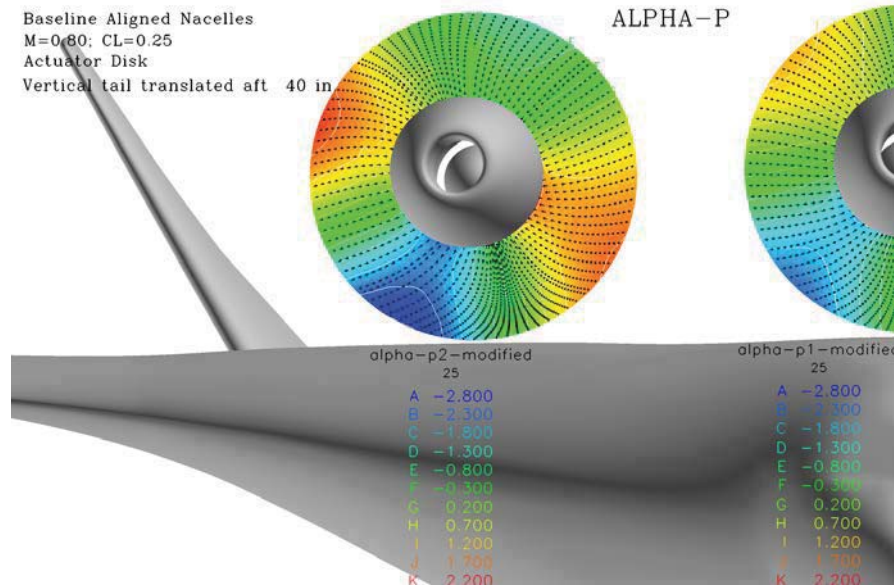 Baseline Aligned Nacelles
M=0.80; CL=0.25
Actuator Disk
Vertical tail translated aft 40 in
ALPHA-P
alpha-p2-modified
25
A -2.800
B -2.300
C -1.800
D -1.300
E -0.800
F -0.300
G 0.200
H 0.700
I 1.200
J 1.700
K 2.200
alpha-p1-modified
25
A -2.800
B -2.300
C -1.800
D -1.300
E -0.800
F -0.300
G 0.200
H 0.700
I 1.200
J 1.700
K 2.200